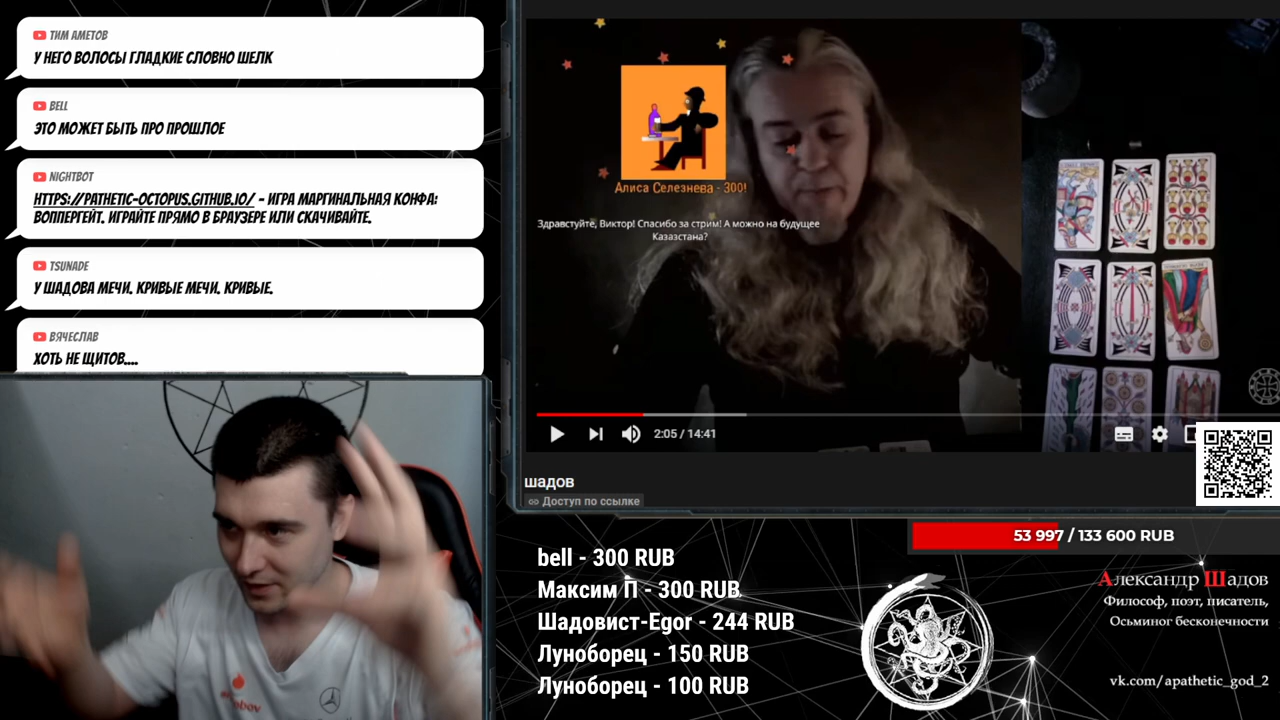 ТИМ АМЕТОВ
У НЕГО ВОЛОСЫ ГЛАДКИЕ СЛОВНО ШЕЛК
BELL
ЭТО МОЖЕТ БЫТЬ ПРО ПРОШЛОЕ
NIGHTBOT
HTTPS://PATHETIC-OCTOPUS.GITHUB.IO/ - ИГРА МАРГИНАЛЬНАЯ КОНФА:
ВОППЕРГЕЙТ. ИГРАЙТЕ ПРЯМО В БРАУЗЕРЕ ИЛИ СКАЧИВАЙТЕ.
TSUNADE
У ШАДОВА МЕЧИ. КРИВЫЕ МЕЧИ. КРИВЫЕ.
ВЯЧЕСЛАВ
ХОТЬ НЕ ЩИТОВ....
Алиса Селезнева - 300!
Здравстуйте, Виктор! Спасибо за стрим! А можно на будущее
Казазстана?
2:05 / 14:41
шадов
Доступ по ссылке
53 997 / 133 600 RUB
bell - 300 RUB
Максим П - 300 RUB
Шадовист-Egor - 244 RUB
Луноборец - 150 RUB
Луноборец - 100 RUB
Александр Шадов
Философ, поэт, писатель,
Осьминог бесконечности
vk.com/apathetic_god_2